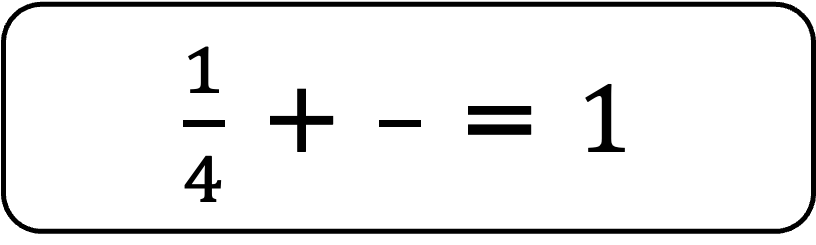 1/4 + – = 1